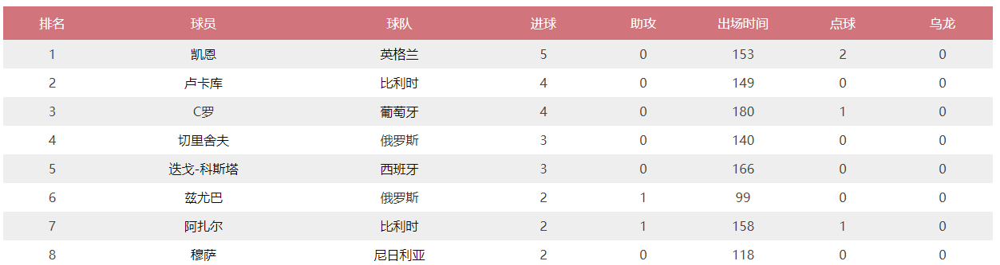 排名 球员 球队 进球 助攻 出场时间 点球 乌龙
1 凯恩 英格兰 5 0 153 2 0
2 卢卡库 比利时 4 0 149 0 0
3 C罗 葡萄牙 4 0 180 1 0
4 切里舍夫 俄罗斯 3 0 140 0 0
5 迭戈-科斯塔 西班牙 3 0 166 0 0
6 兹尤巴 俄罗斯 2 1 99 0 0
7 阿扎尔 比利时 2 1 158 1 0
8 穆萨 尼日利亚 2 0 118 0 0